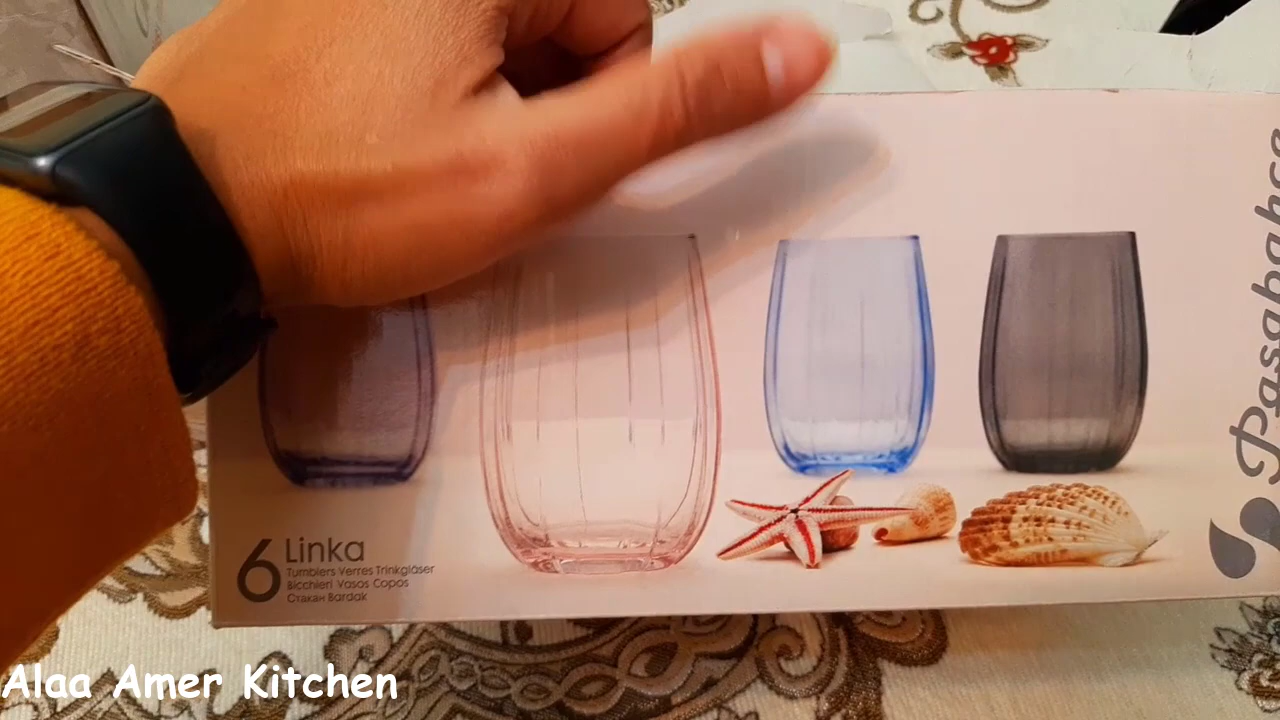 6 Linka
Tumblers Verres Trinkgläser
Bicchieri Vasos Copos
Стакан Bardak
Paşabahçe
Alaa Amer Kitchen